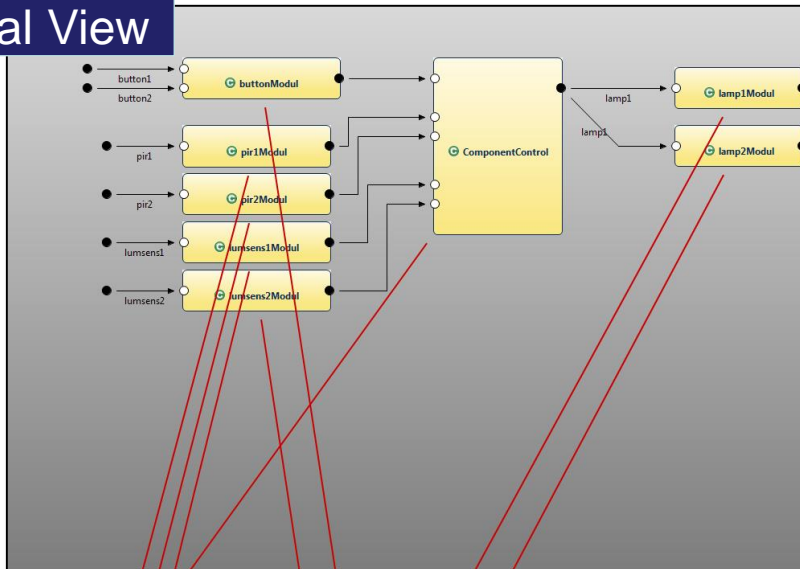 al View
button1
button2
buttonModul
pir1
pir1Modul
pir2
pir2Modul
lumsens1
lumsens1Modul
lumsens2
lumsens2Modul
ComponentControl
lamp1
lamp1
lamp1Modul
lamp2Modul